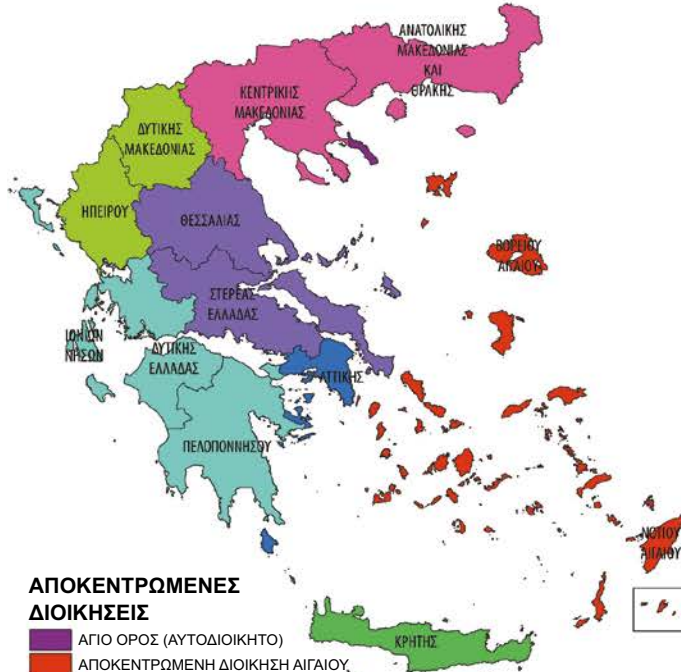 ΑΝΑΤΟΛΙΚΗΣ
ΜΑΚΕΔΟΝΙΑΣ
ΚΑΙ
ΘΡΑΚΗΣ
ΚΕΝΤΡΙΚΗΣ
ΜΑΚΕΔΟΝΙΑΣ
ΔΥΤΙΚΗΣ
ΜΑΚΕΔΟΝΙΑΣ
ΗΠΕΙΡΟΥ
ΘΕΣΣΑΛΙΑΣ
ΒΟΡΕΙΟΥ
ΑΙΓΑΙΟΥ
ΣΤΕΡΕΑΣ
ΕΛΛΑΔΑΣ
ΙΟΝΙΩΝ
ΝΗΣΩΝ
ΔΥΤΙΚΗΣ
ΕΛΛΑΔΑΣ
ΑΤΤΙΚΗΣ
ΠΕΛΟΠΟΝΝΗΣΟΥ
ΝΟΤΙΟΥ
ΑΙΓΑΙΟΥ
ΚΡΗΤΗΣ
ΑΠΟΚΕΝΤΡΩΜΕΝΕΣ
ΔΙΟΙΚΗΣΕΙΣ
ΑΓΙΟ ΟΡΟΣ (ΑΥΤΟΔΙΟΙΚΗΤΟ)
ΑΠΟΚΕΝΤΡΩΜΕΝΗ ΔΙΟΙΚΗΣΗ ΑΙΓΑΙΟΥ